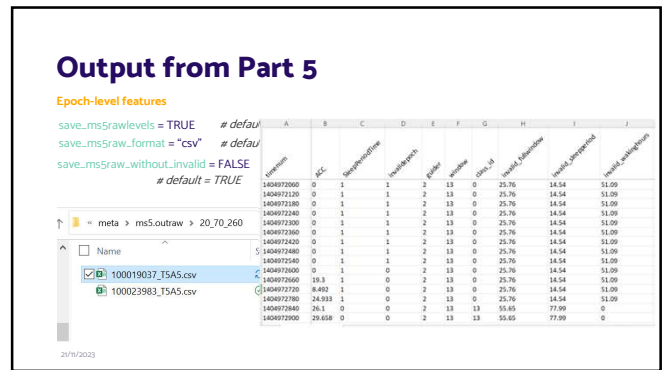 Output from Part 5
Epoch-level features
save_ms5rawlevels = TRUE # defau
save_ms5raw_format = “csv” # defau
save_ms5raw_without_invalid = FALSE
# default = TRUE
A B C D E F G H I J
timenum ACC SleepPeriodTime invalidepoch guider window class_id invalid_fullwindow invalid_sleepperiod invalid_wakinghours
1404972060 0 1 1 2 13 0 25.76 14.54 51.09
1404972120 0 1 1 2 13 0 25.76 14.54 51.09
1404972180 0 1 1 2 13 0 25.76 14.54 51.09
1404972240 0 1 1 2 13 0 25.76 14.54 51.09
1404972300 0 1 1 2 13 0 25.76 14.54 51.09
1404972360 0 1 1 2 13 0 25.76 14.54 51.09
1404972420 0 1 1 2 13 0 25.76 14.54 51.09
1404972480 0 1 1 2 13 0 25.76 14.54 51.09
1404972540 0 1 1 2 13 0 25.76 14.54 51.09
1404972600 0 1 0 2 13 0 25.76 14.54 51.09
1404972660 19.3 1 0 2 13 0 25.76 14.54 51.09
1404972720 8.492 1 0 2 13 0 25.76 14.54 51.09
1404972780 24.933 1 0 2 13 0 25.76 14.54 51.09
1404972840 26.1 0 0 2 13 13 55.65 77.99 0
1404972900 29.658 0 0 2 13 13 55.65 77.99 0
« meta > ms5.outraw > 20_70_260
Name S
100019037_T5A5.csv
100023983_T5A5.csv
21/11/2023